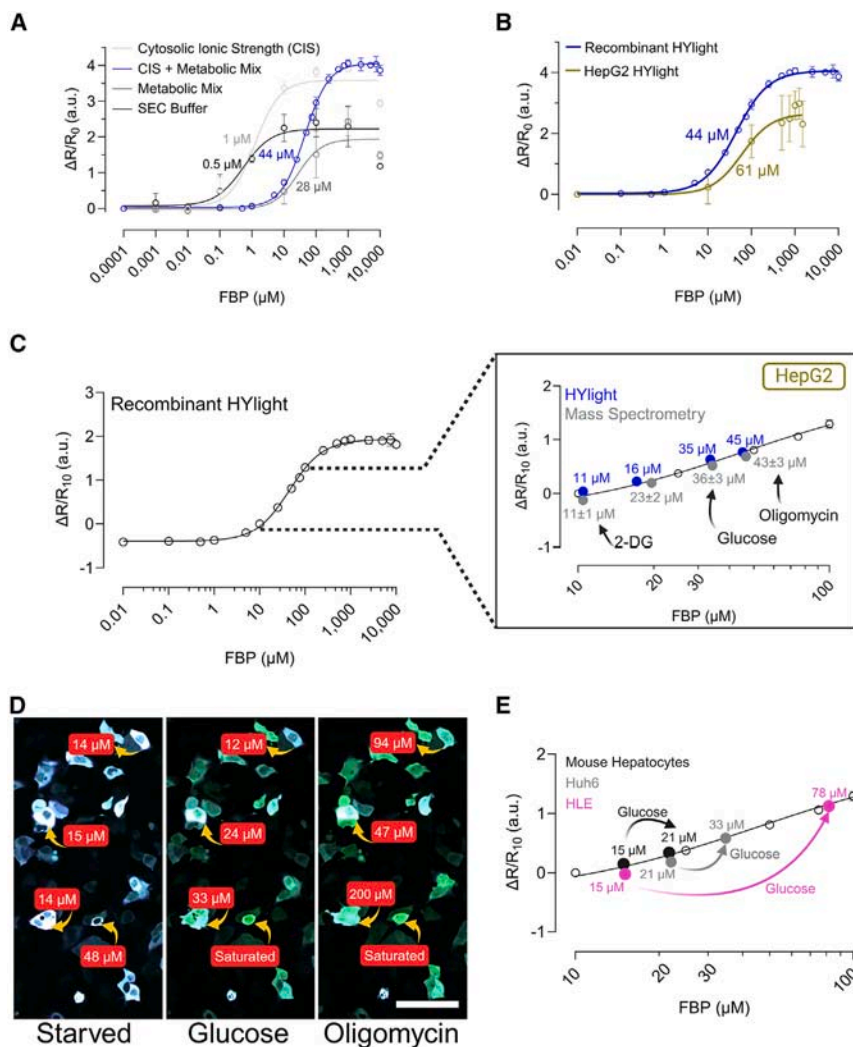 A
Cytosolic Ionic Strength (CIS)
CIS + Metabolic Mix
Metabolic Mix
SEC Buffer
ΔR/R0 (a.u.)
4
3
2
1
0
1 μM
0.5 μM
44 μM
28 μM
0.0001
0.001
0.01
0.1
1
10
100
1,000
10,000
FBP (μM)
B
Recombinant HYlight
HepG2 HYlight
ΔR/R0 (a.u.)
5
4
3
2
1
0
44 μM
61 μM
0.01
0.1
1
10
100
1,000
10,000
FBP (μM)
C
Recombinant HYlight
ΔR/R10 (a.u.)
3
2
1
0
-1
0.01
0.1
1
10
100
1,000
10,000
FBP (μM)
HepG2
HYlight
Mass Spectrometry
ΔR/R10 (a.u.)
2
1
0
-1
11 μM
16 μM
35 μM
45 μM
11±1 μM
23±2 μM
36±3 μM
43±3 μM
2-DG
Glucose
Oligomycin
10
20
30
100
FBP (μM)
D
14 μM
15 μM
14 μM
48 μM
Starved
12 μM
24 μM
33 μM
Saturated
Glucose
94 μM
47 μM
200 μM
Saturated
Oligomycin
E
Mouse Hepatocytes
Huh6
HLE
ΔR/R10 (a.u.)
2
1
0
-1
Glucose
15 μM
21 μM
15 μM
21 μM
33 μM
Glucose
78 μM
Glucose
10
20
30
100
FBP (μM)